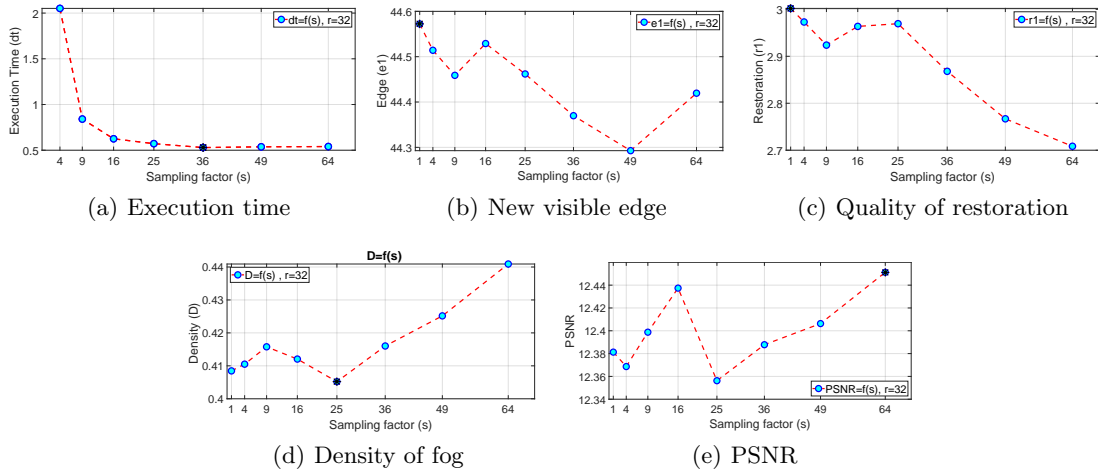 2
1.5
1
0.5
Execution Time (dt)
dt=f(s), r=32
4 9 16 25 36 49 64
Sampling factor (s)
(a) Execution time
44.6
44.5
44.4
44.3
Edge (e1)
e1=f(s) , r=32
1 4 9 16 25 36 49 64
Sampling factor (s)
(b) New visible edge
3
2.9
2.8
2.7
Restoration (r1)
r1=f(s) , r=32
1 4 9 16 25 36 49 64
Sampling factor (s)
(c) Quality of restoration
D=f(s)
0.44
0.43
0.42
0.41
0.4
Density (D)
D=f(s) , r=32
1 4 9 16 25 36 49 64
Sampling factor (s)
(d) Density of fog
12.44
12.42
12.4
12.38
12.36
12.34
PSNR
PSNR=f(s), r=32
1 4 9 16 25 36 49 64
Sampling factor (s)
(e) PSNR